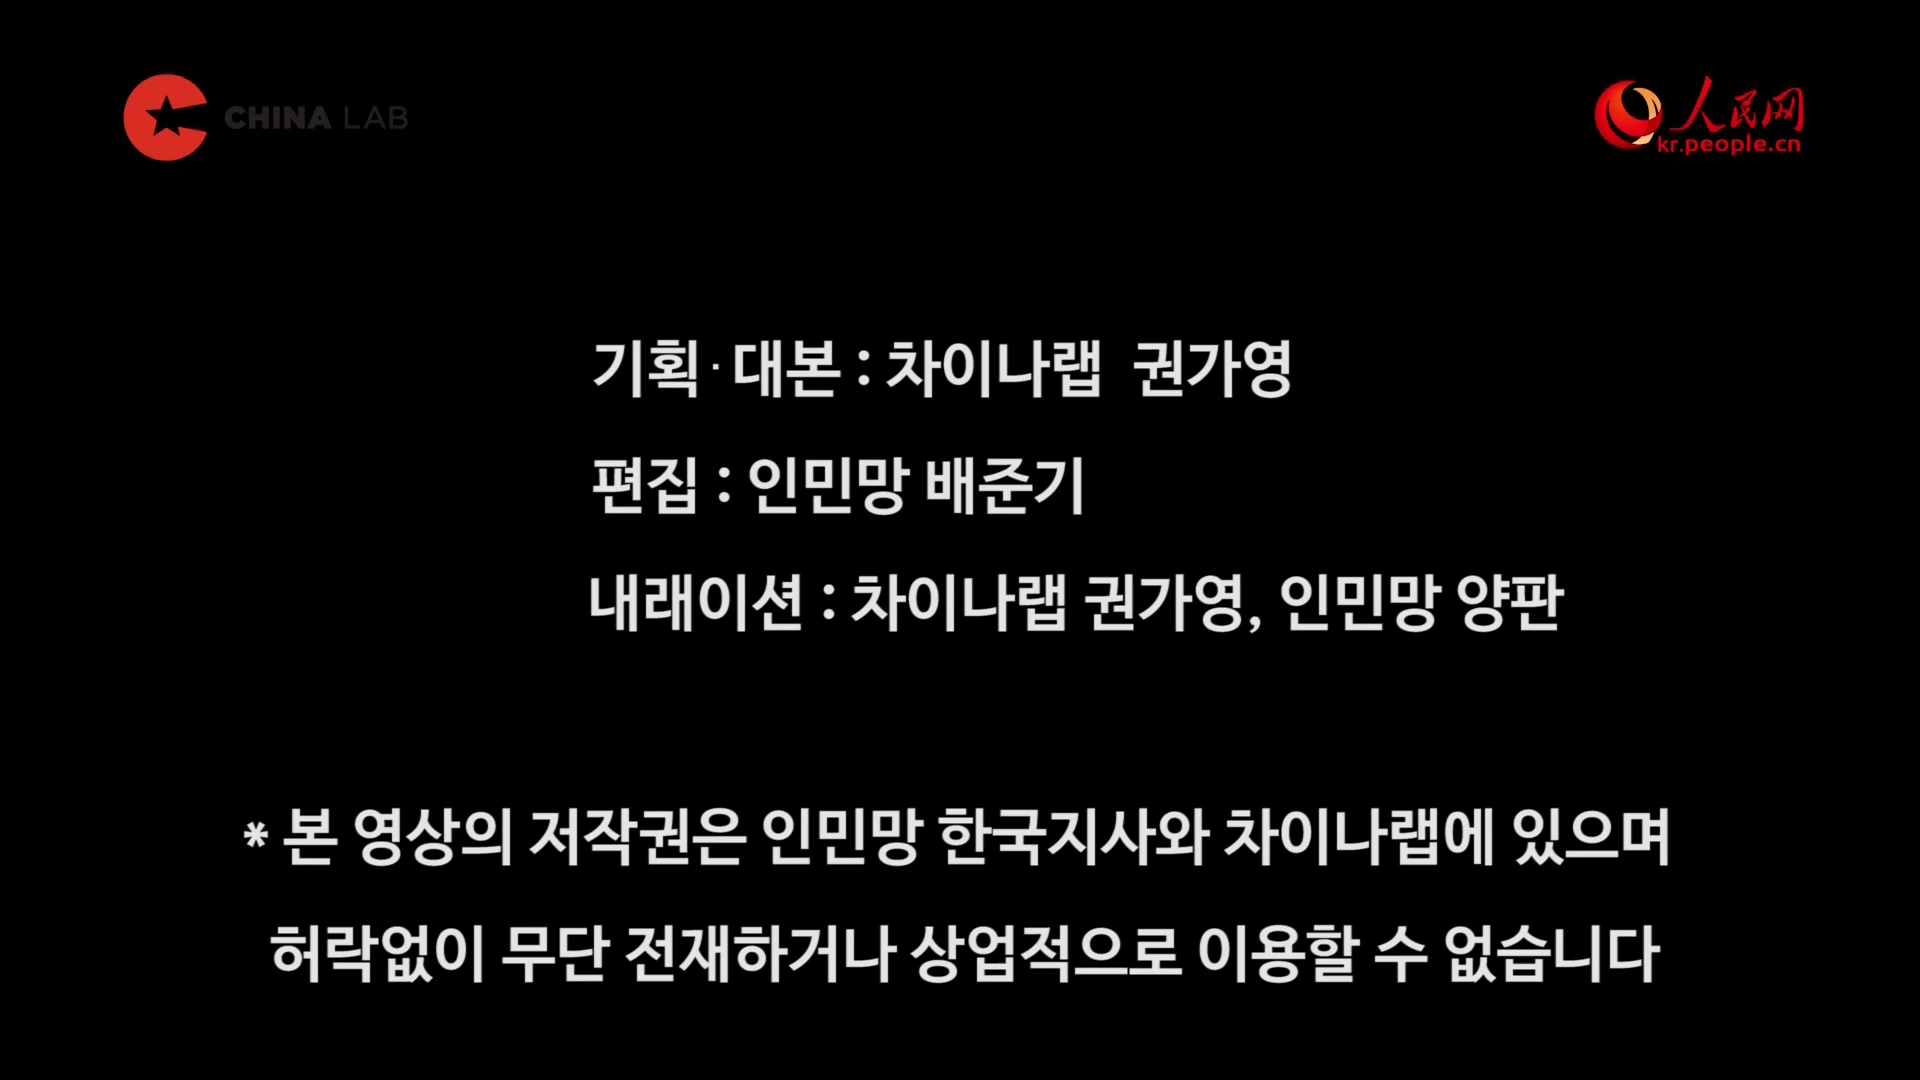 CHINA LAB
人民网
kr.people.cn
기획·대본 : 차이나랩 권가영
편집 : 인민망 배준기
내래이션 : 차이나랩 권가영, 인민망 양판
* 본 영상의 저작권은 인민망 한국지사와 차이나랩에 있으며
허락없이 무단 전재하거나 상업적으로 이용할 수 없습니다